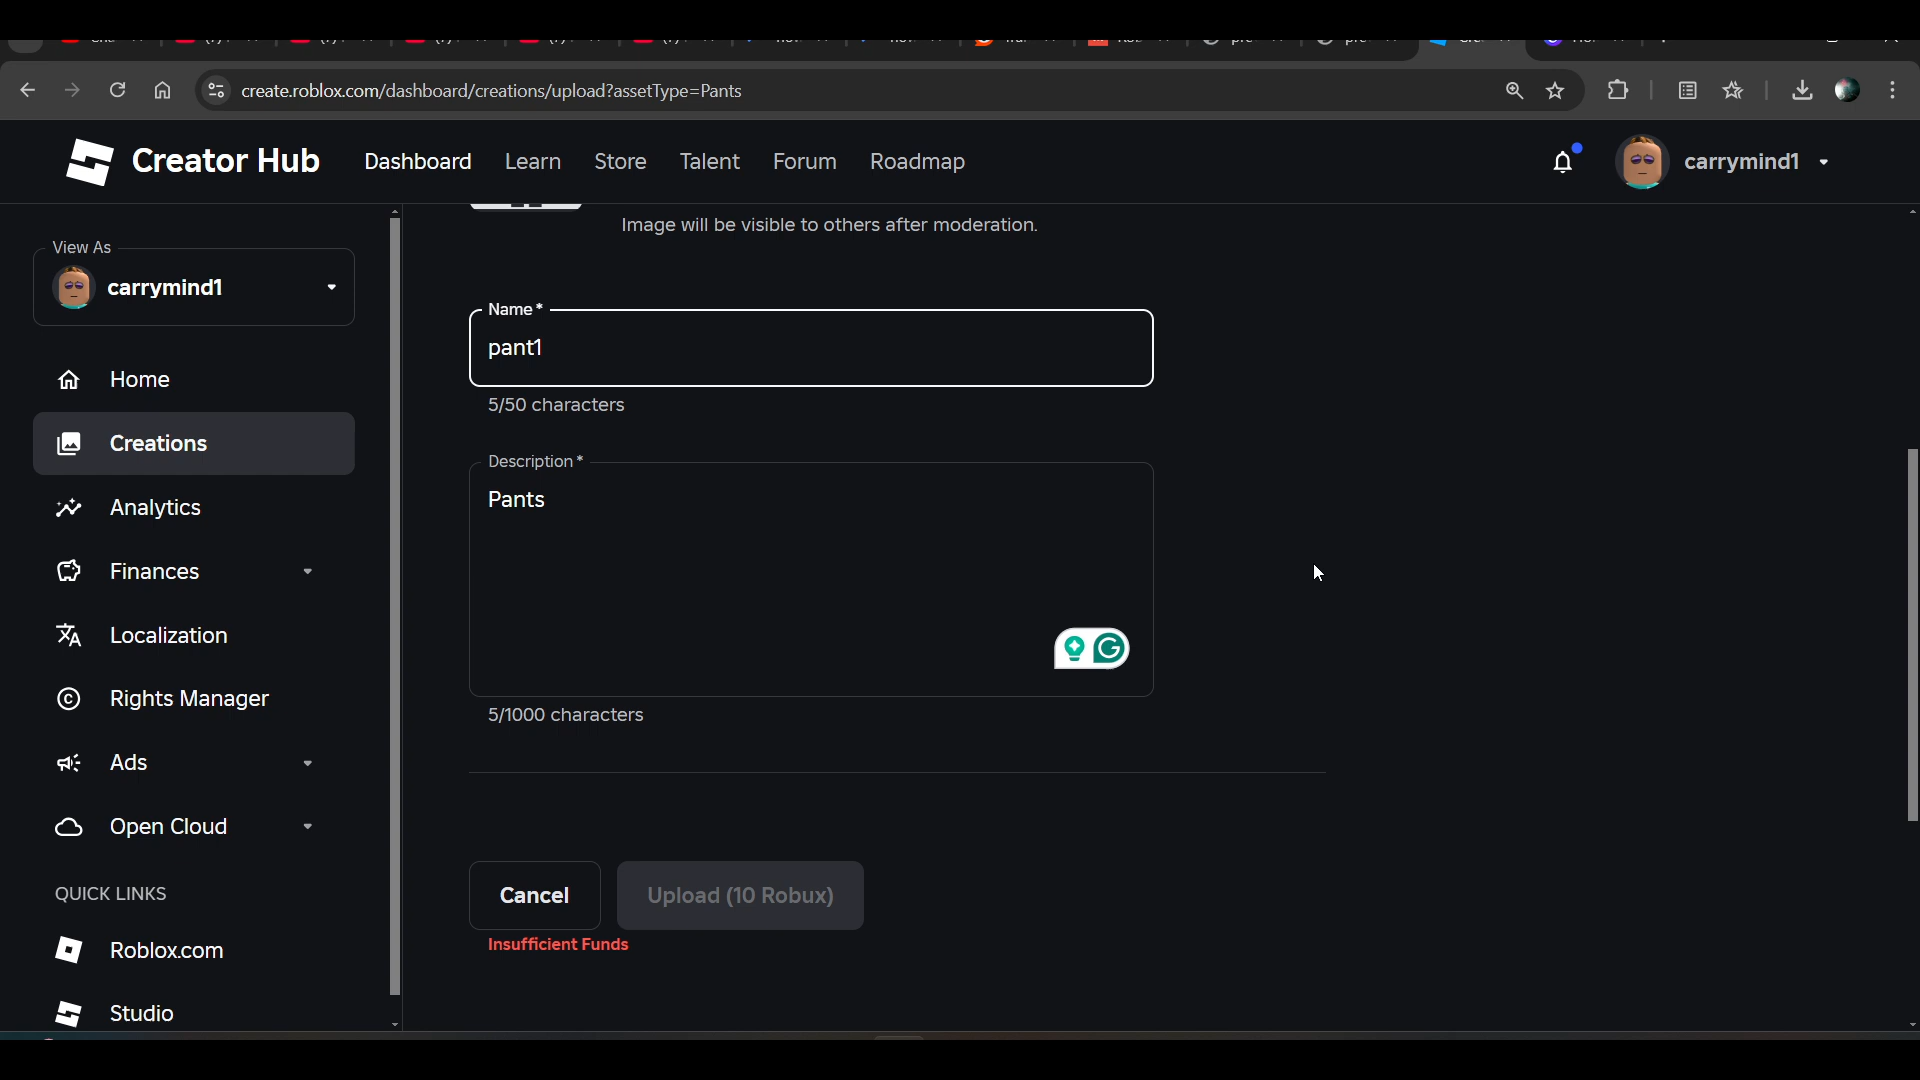 create.roblox.com/dashboard/creations/upload?assetType=Pants
Creator Hub
Dashboard
Learn
Store
Talent
Forum
Roadmap
carrymind1
View As
carrymind1
Home
Creations
Analytics
Finances
Localization
Rights Manager
Ads
Open Cloud
QUICK LINKS
Roblox.com
Studio
Image will be visible to others after moderation.
Name*
pant1
5/50 characters
Description*
Pants
5/1000 characters
Cancel
Upload (10 Robux)
Insufficient Funds